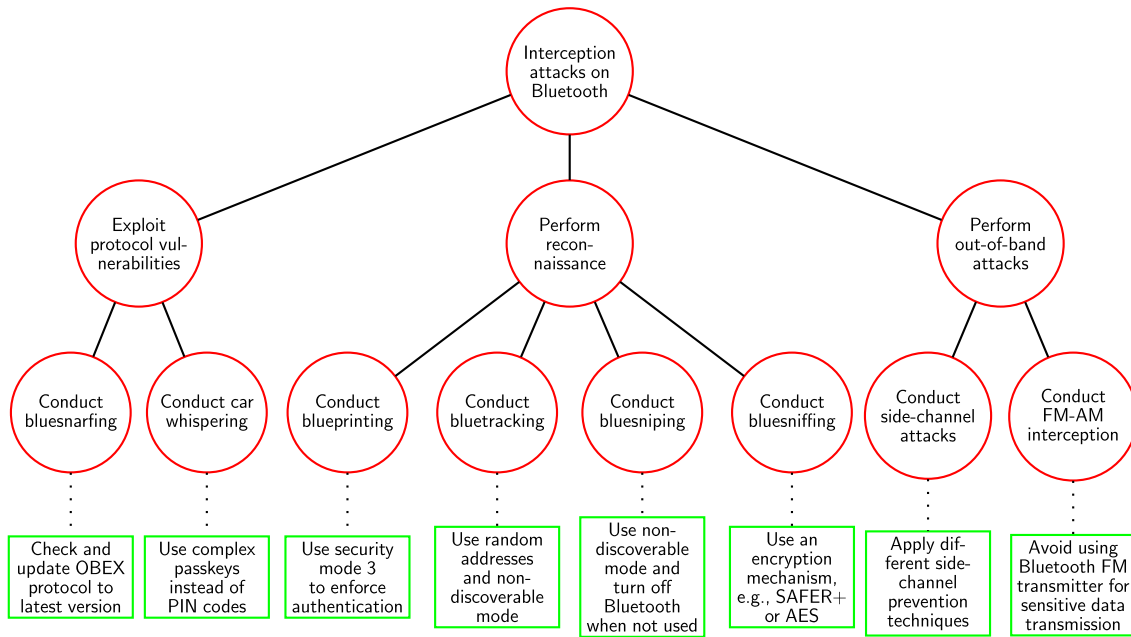 Interception
attacks on
Bluetooth
Exploit
protocol vul-
nerabilities
Perform
recon-
naissance
Perform
out-of-band
attacks
Conduct
bluesnarfing
Conduct car
whispering
Conduct
blueprinting
Conduct
bluetracking
Conduct
bluesniping
Conduct
bluesniffing
Conduct
side-channel
attacks
Conduct
FM-AM
interception
Check and
update OBEX
protocol to
latest version
Use complex
passkeys
instead of
PIN codes
Use security
mode 3
to enforce
authentication
Use random
addresses
and non-
discoverable
mode
Use non-
discoverable
mode and
turn off
Bluetooth
when not used
Use an
encryption
mechanism,
e.g., SAFER+
or AES
Apply dif-
ferent side-
channel
prevention
techniques
Avoid using
Bluetooth FM
transmitter for
sensitive data
transmission